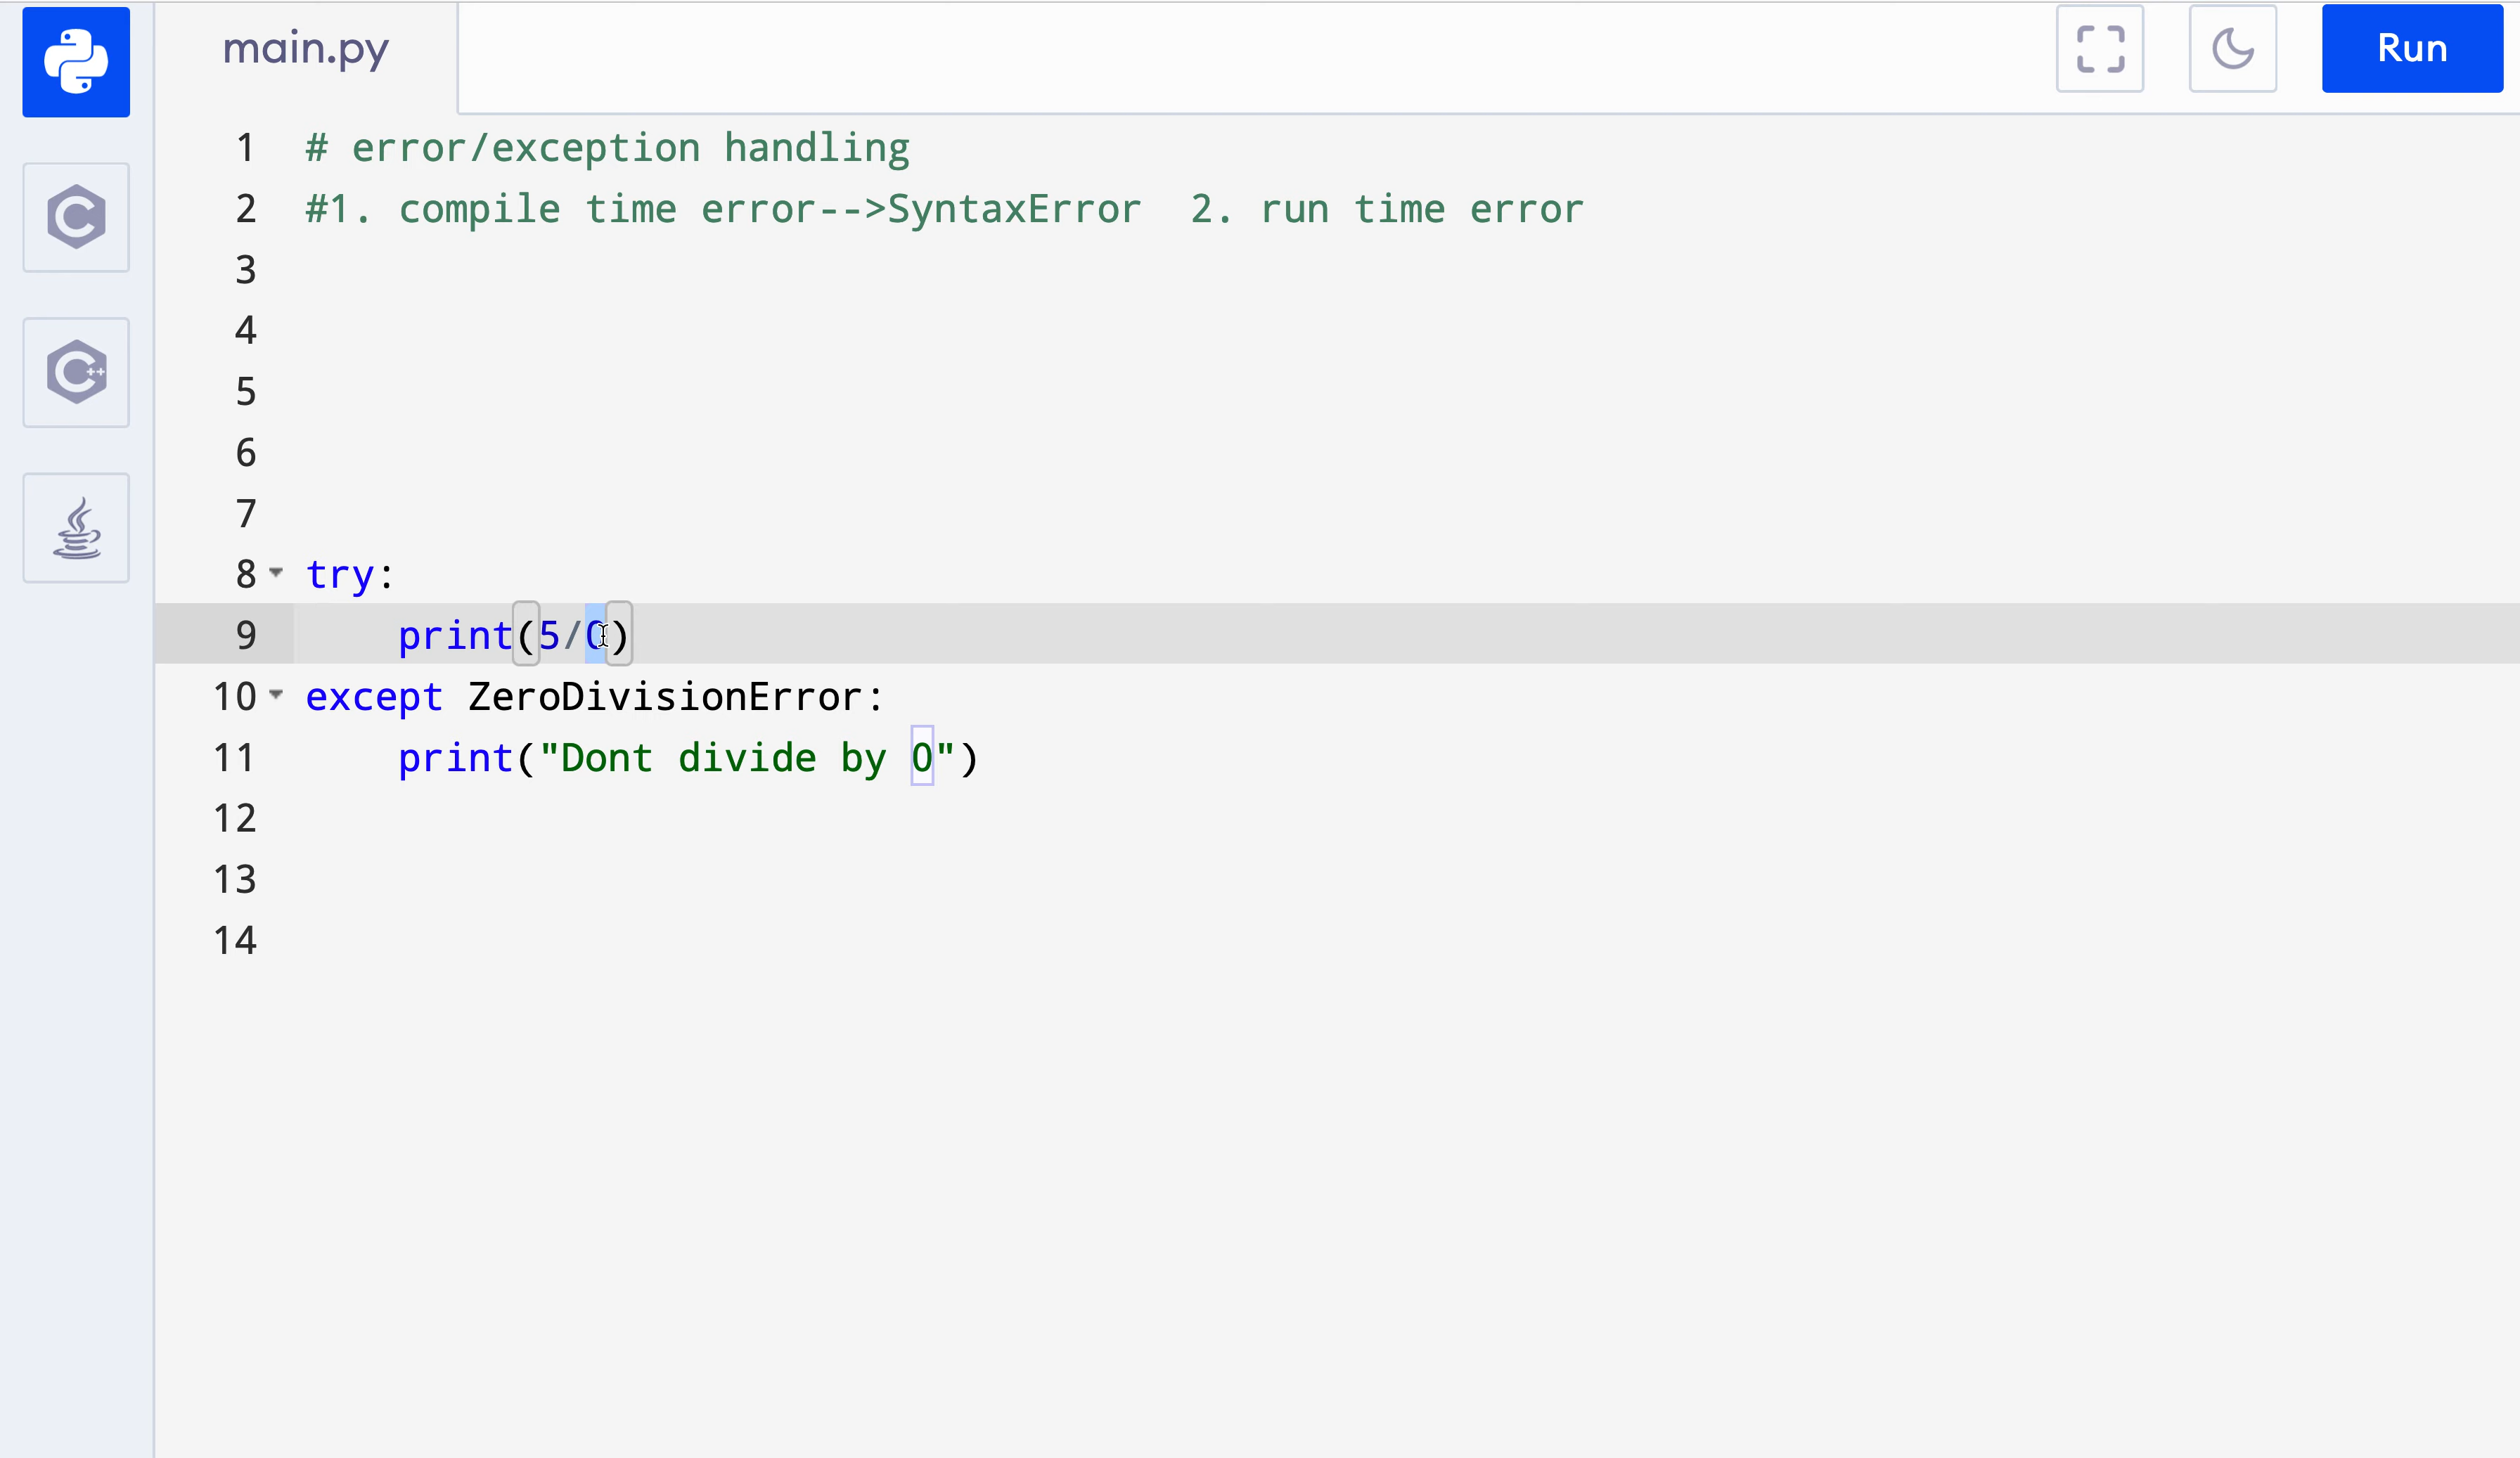 main.py
Run
1 # error/exception handling
2 #1. compile time error-->SyntaxError  2. run time error
3
4
5
6
7
8 try:
9     print(5/0)
10 except ZeroDivisionError:
11     print("Dont divide by 0")
12
13
14